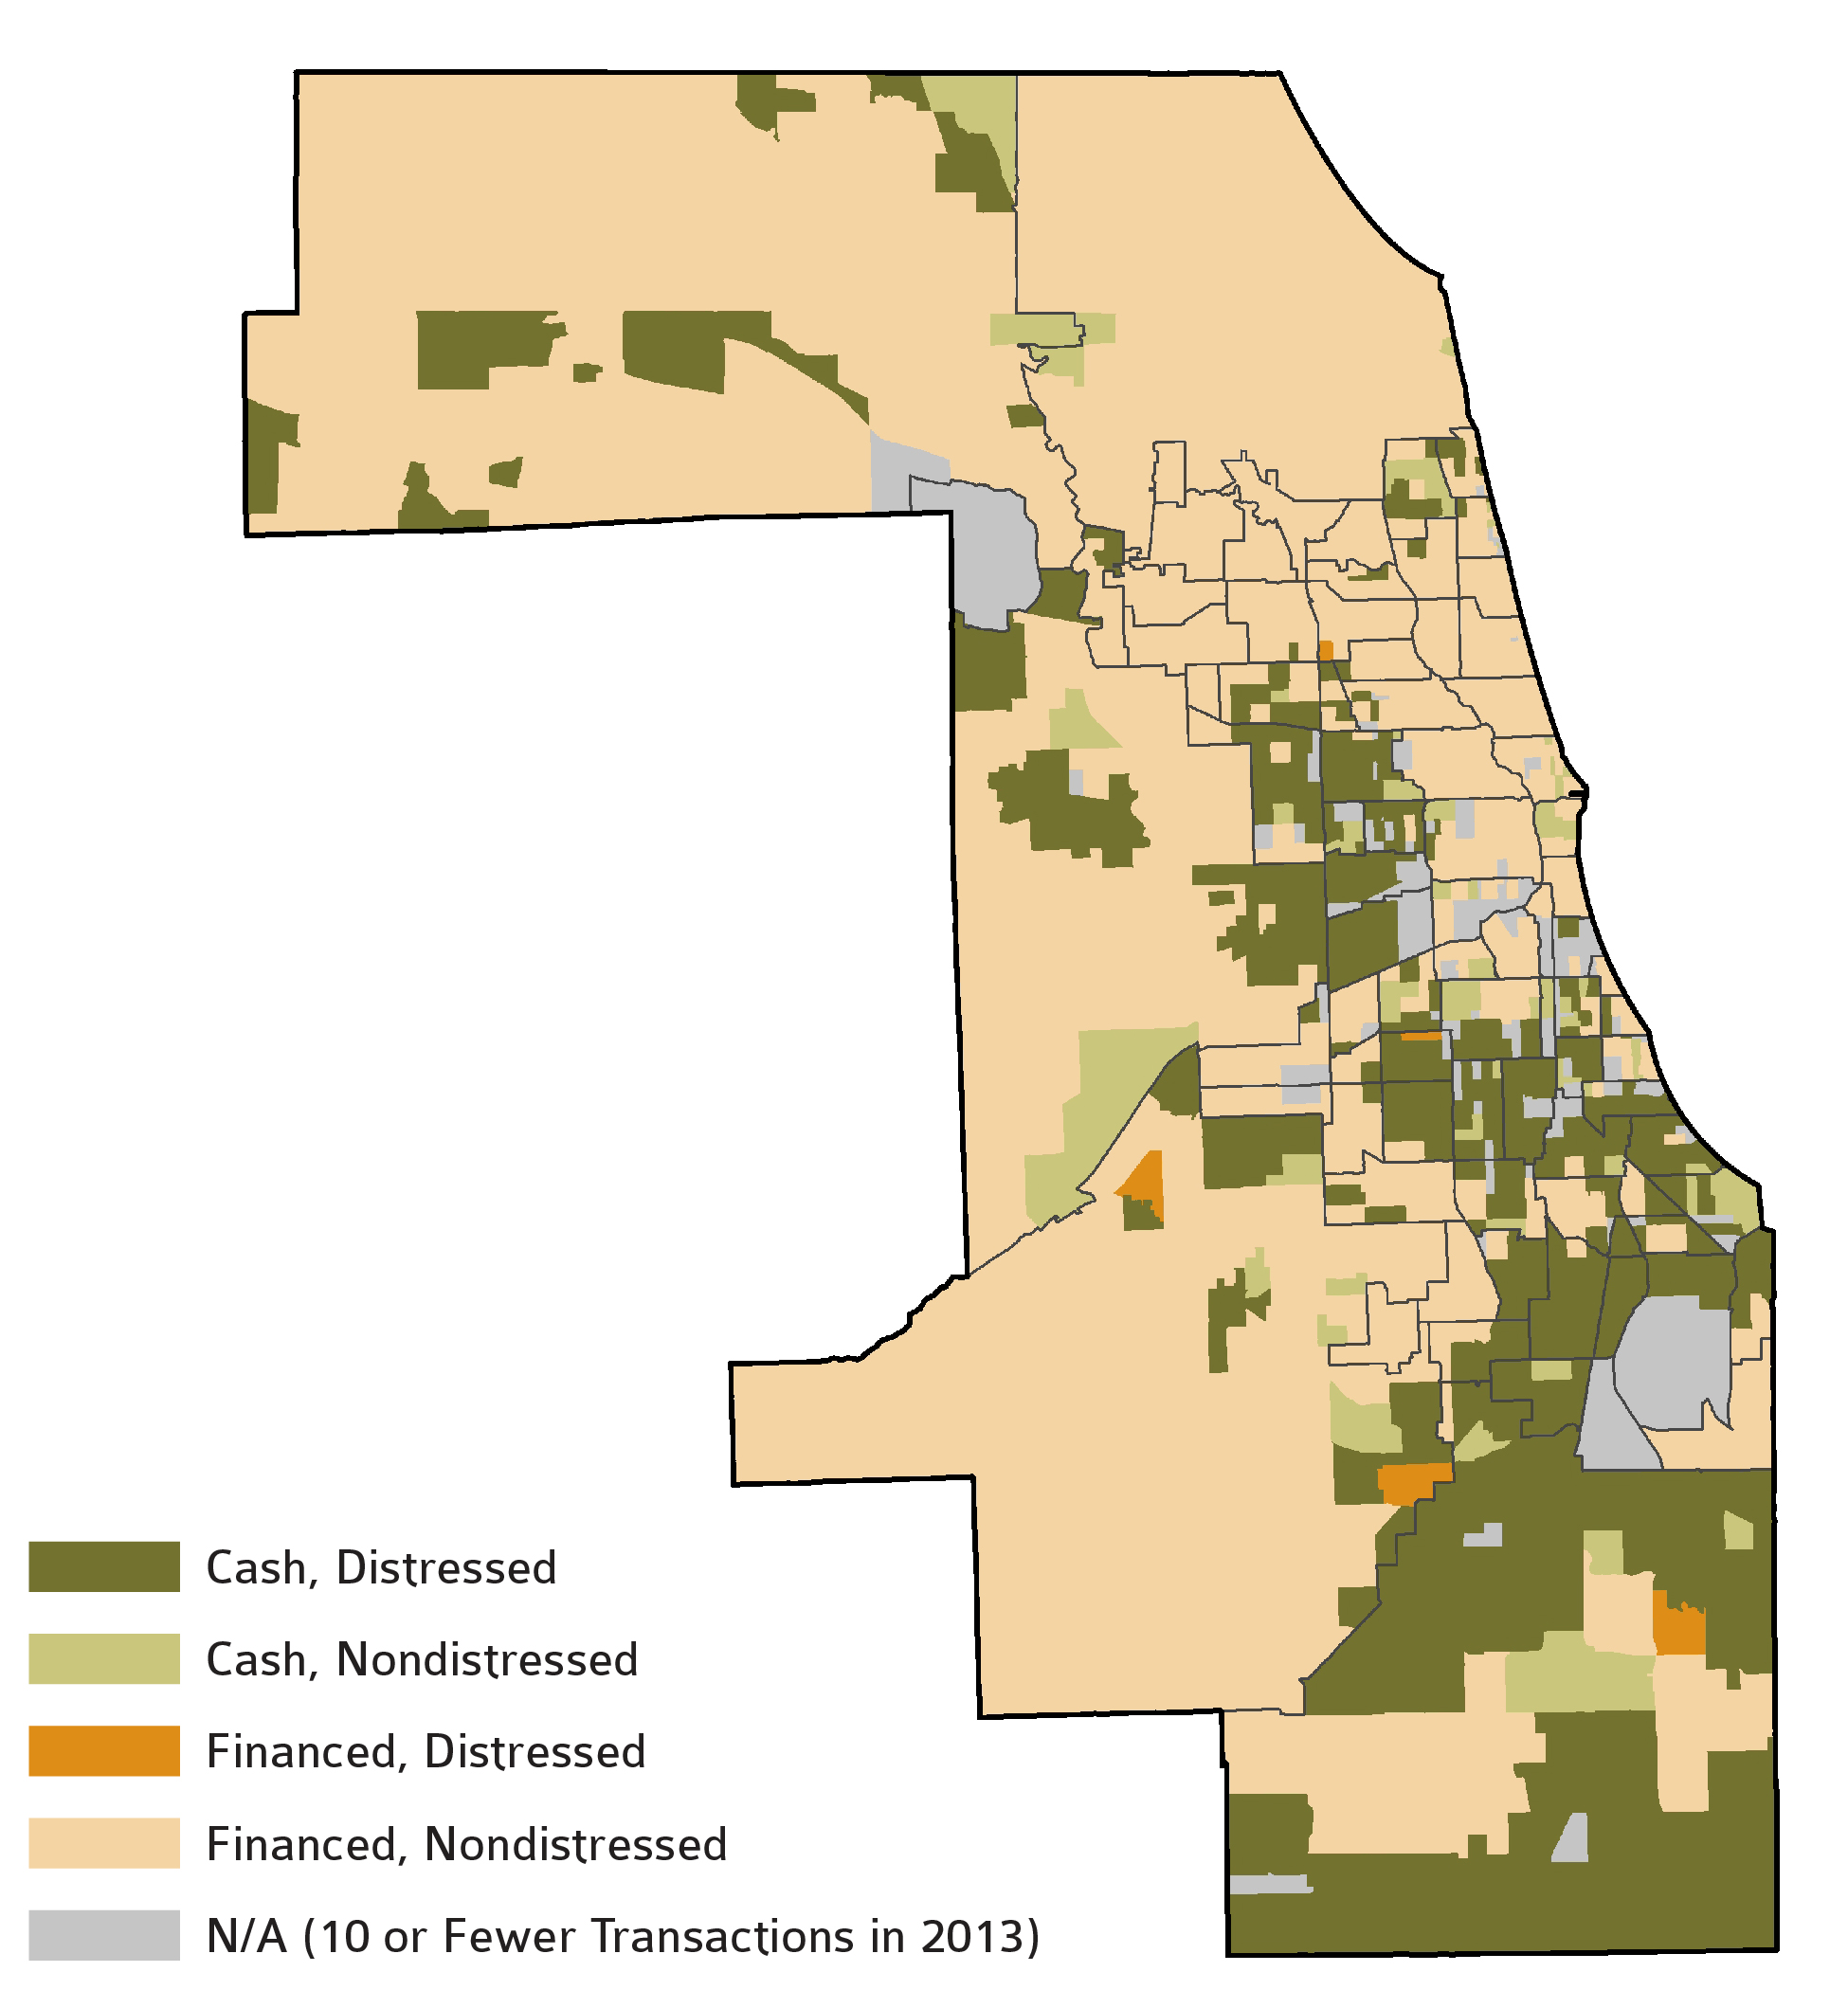 Cash, Distressed
Cash, Nondistressed
Financed, Distressed
Financed, Nondistressed
N/A (10 or Fewer Transactions in 2013)